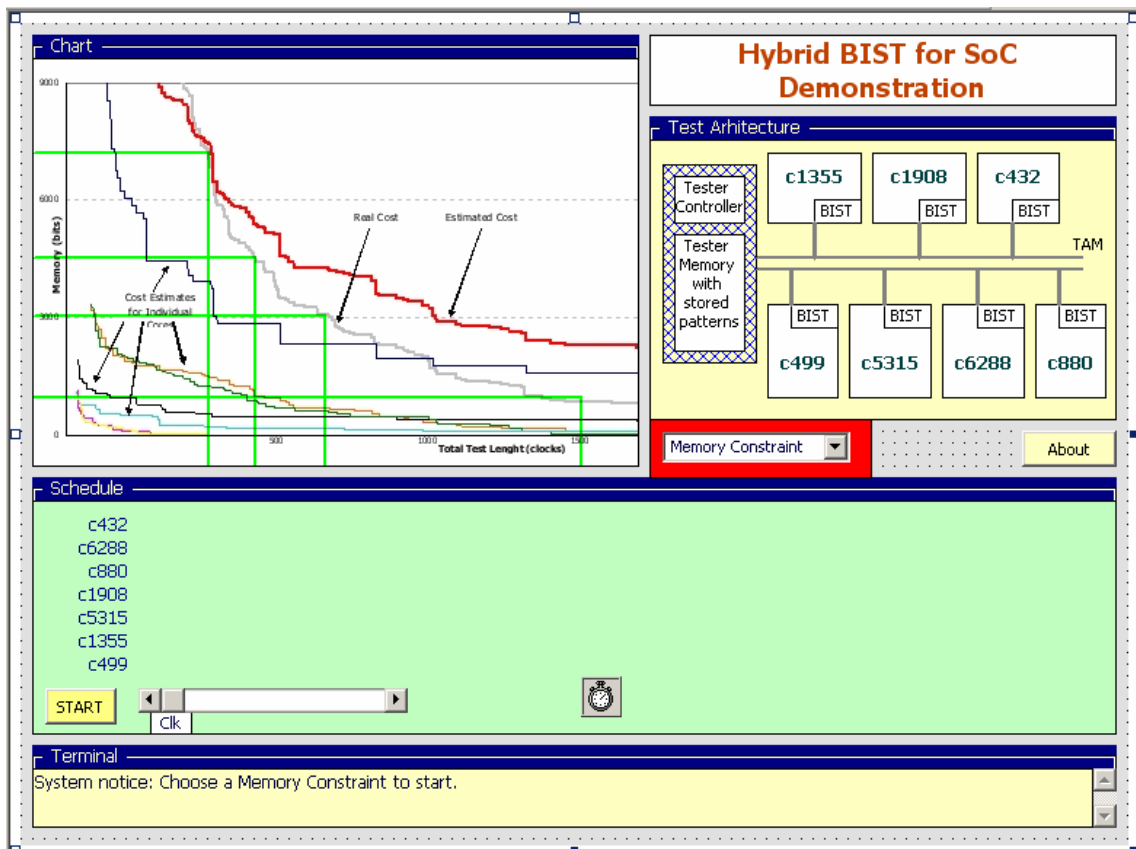 Chart
9000
6000
3000
0
Memory (bits)
Real Cost
Estimated Cost
Cost Estimates
for Individual
Cores
500
1000
1500
Total Test Lenght (clocks)
Hybrid BIST for SoC
Demonstration
Test Arhitecture
Tester
Controller
Tester
Memory
with
stored
patterns
c1355
BIST
c1908
BIST
c432
BIST
TAM
BIST
c499
BIST
c5315
BIST
c6288
BIST
c880
Memory Constraint
About
Schedule
c432
c6288
c880
c1908
c5315
c1355
c499
START
Clk
Terminal
System notice: Choose a Memory Constraint to start.